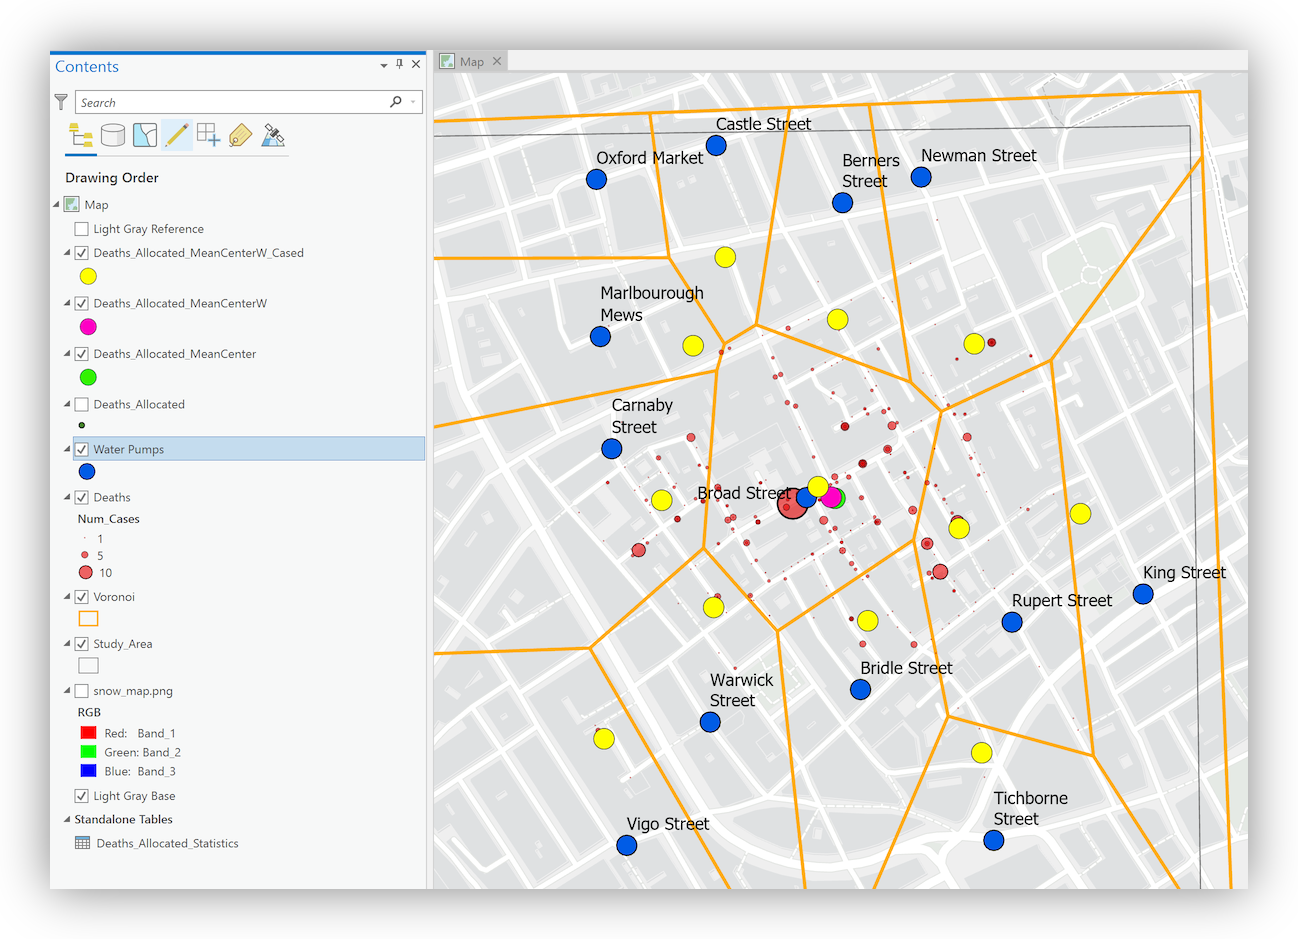 Contents
Search
Drawing Order
Map
Light Gray Reference
Deaths_Allocated_MeanCenterW_Cased
Deaths_Allocated_MeanCenterW
Deaths_Allocated_MeanCenter
Deaths_Allocated
Water Pumps
Deaths
Num_Cases
1
5
10
Voronoi
Study_Area
snow_map.png
RGB
Red: Band_1
Green: Band_2
Blue: Band_3
Light Gray Base
Standalone Tables
Deaths_Allocated_Statistics
Map
Castle Street
Oxford Market
Berners
Street
Newman Street
Marlbourough
Mews
Carnaby
Street
Broad Street
King Street
Rupert Street
Bridle Street
Warwick
Street
Tichborne
Street
Vigo Street